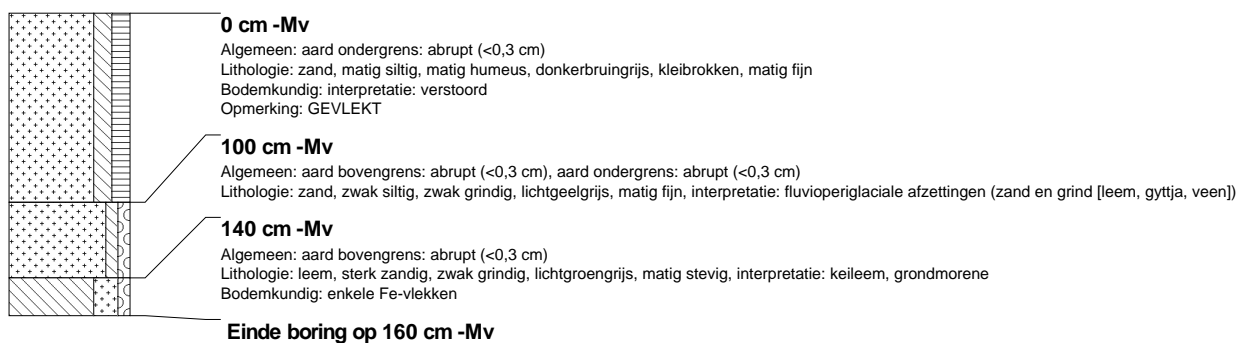 0 cm -Mv
Algemeen: aard ondergrens: abrupt (<0,3 cm)
Lithologie: zand, matig siltig, matig humeus, donkerbruingrijs, kleibrokken, matig fijn
Bodemkundig: interpretatie: verstoord
Opmerking: GEVLEKT
100 cm -Mv
Algemeen: aard bovengrens: abrupt (<0,3 cm), aard ondergrens: abrupt (<0,3 cm)
Lithologie: zand, zwak siltig, zwak grindig, lichtgeelgrijs, matig fijn, interpretatie: fluvioperiglaciale afzettingen (zand en grind [leem, gyttja, veen])
140 cm -Mv
Algemeen: aard bovengrens: abrupt (<0,3 cm)
Lithologie: leem, sterk zandig, zwak grindig, lichtgroengrijs, matig stevig, interpretatie: keileem, grondmorene
Bodemkundig: enkele Fe-vlekken
Einde boring op 160 cm -Mv